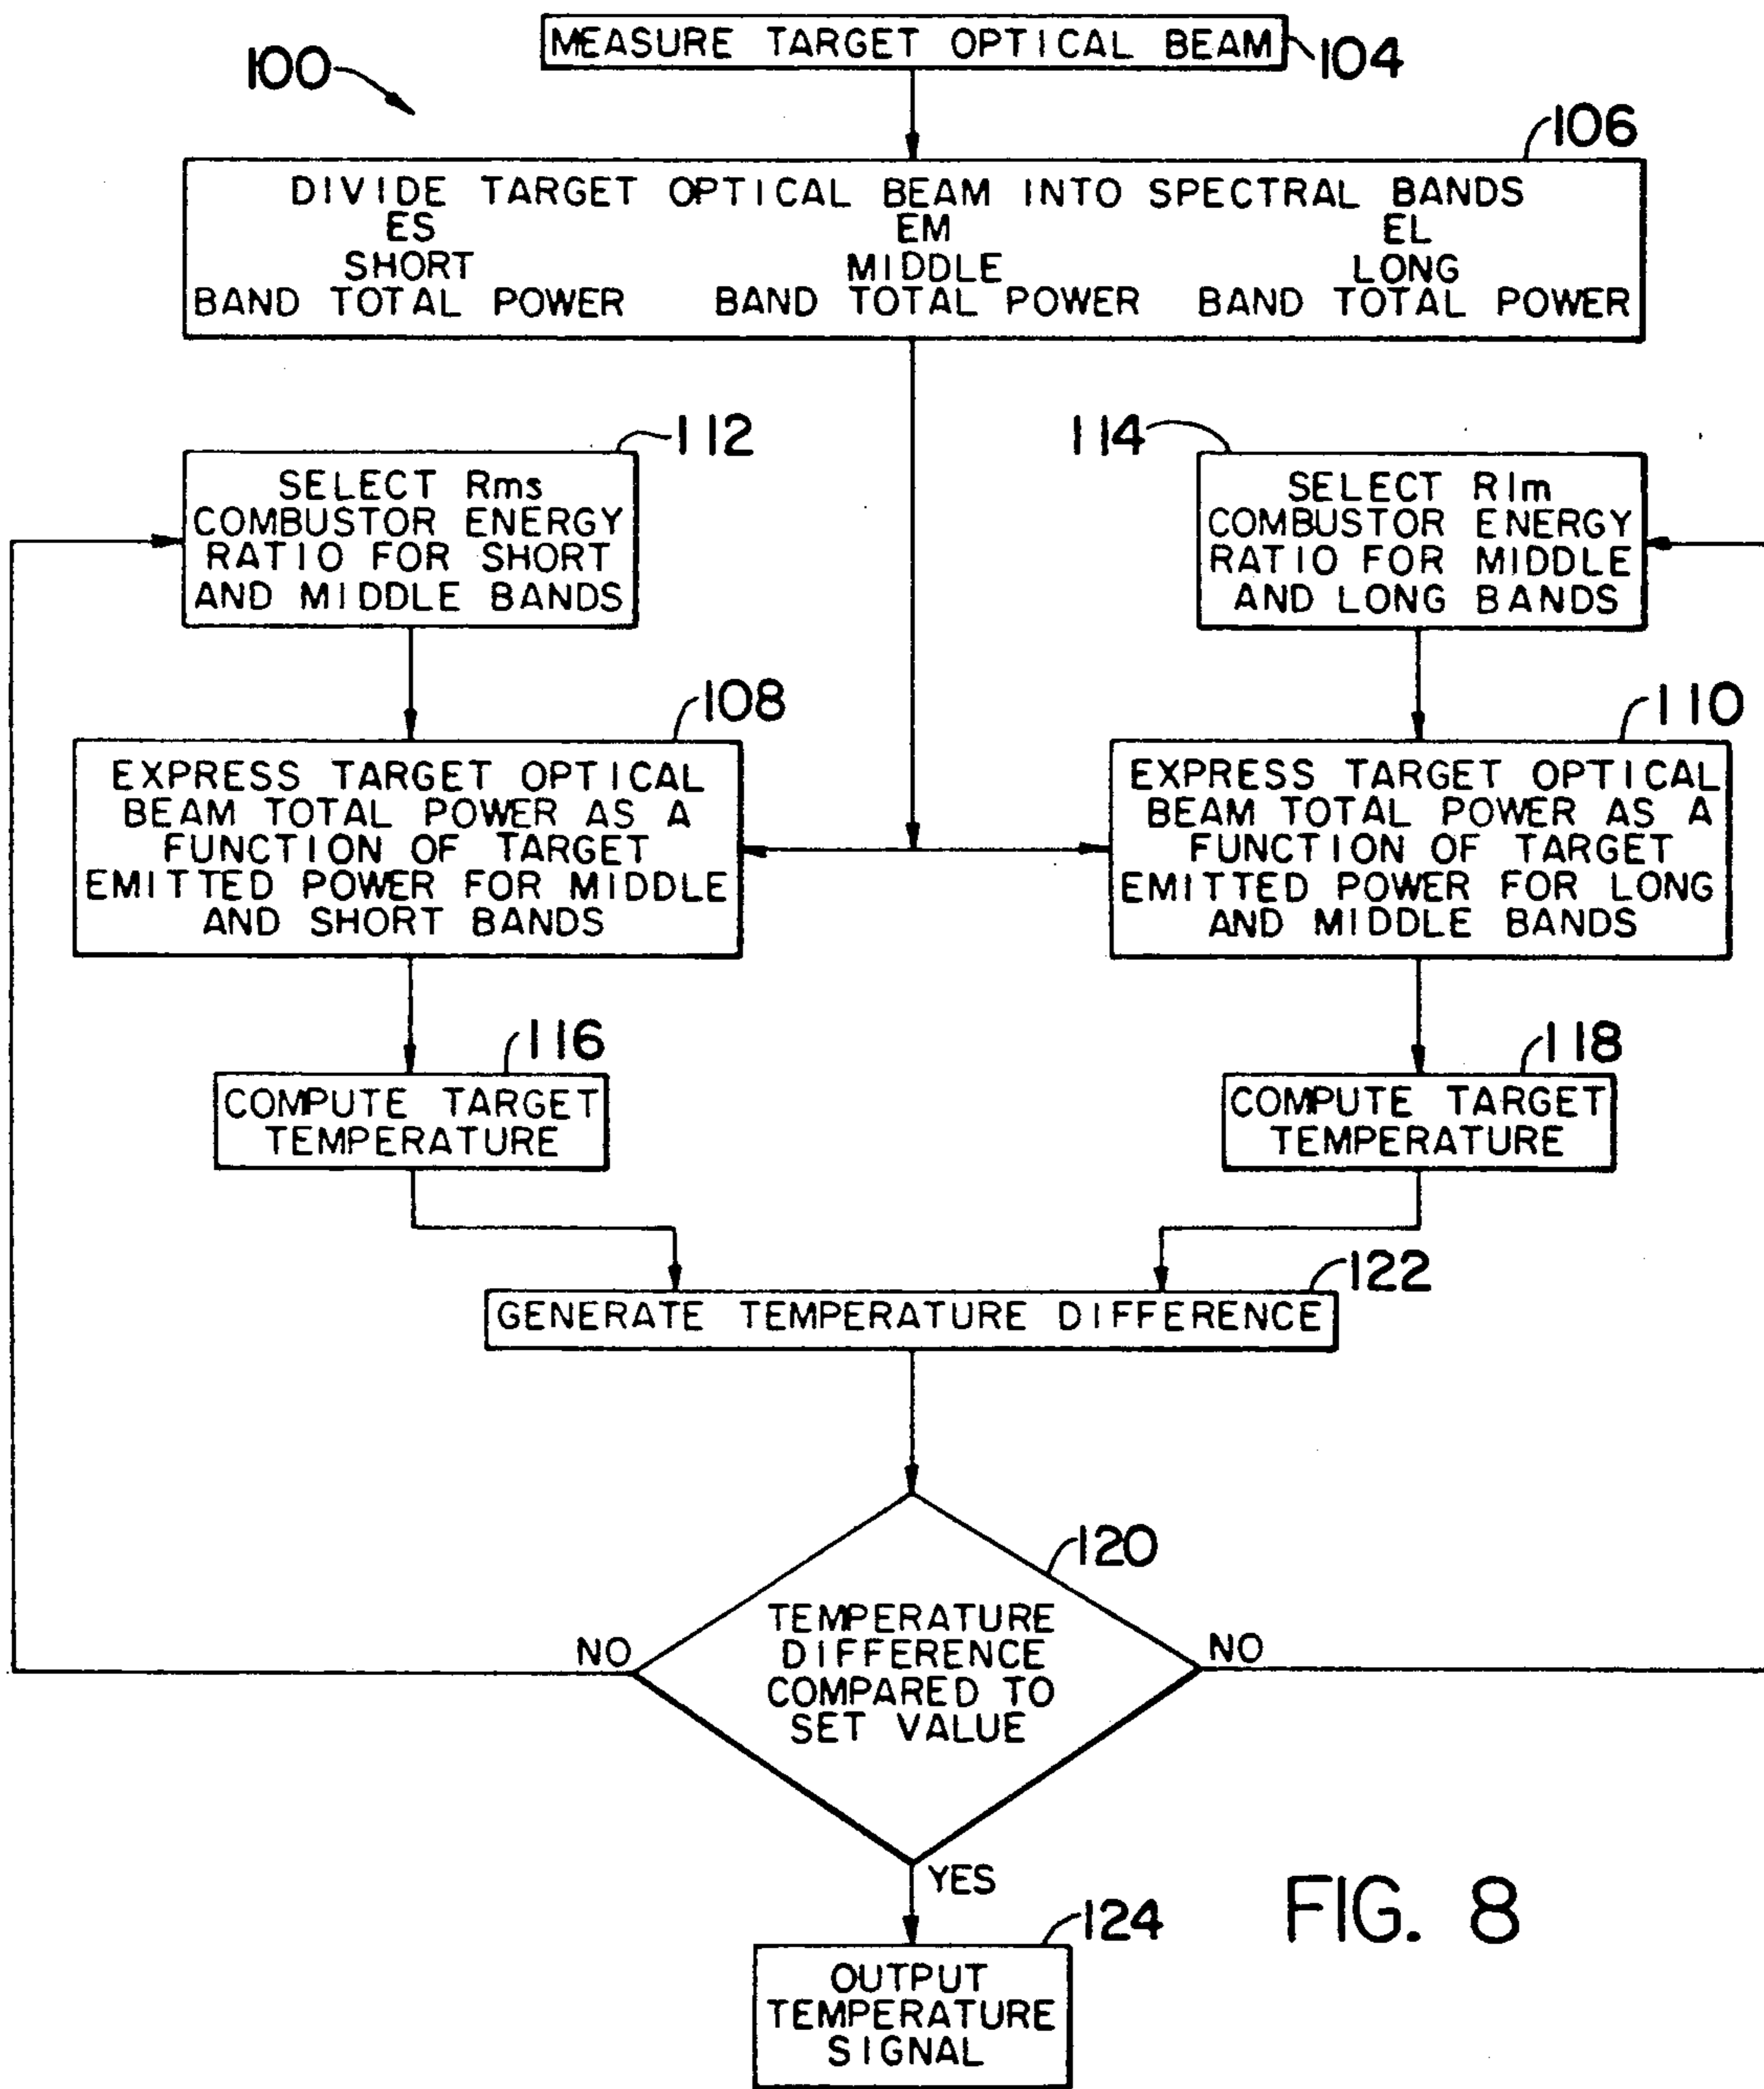 MEASURE TARGET OPTICAL BEAM
104
100
106
DIVIDE TARGET OPTICAL BEAM INTO SPECTRAL BANDS
ES EM EL
SHORT MIDDLE LONG
BAND TOTAL POWER BAND TOTAL POWER BAND TOTAL POWER
112
SELECT Rms
COMBUSTOR ENERGY
RATIO FOR SHORT
AND MIDDLE BANDS
114
SELECT Rlm
COMBUSTOR ENERGY
RATIO FOR MIDDLE
AND LONG BANDS
108
EXPRESS TARGET OPTICAL
BEAM TOTAL POWER AS A
FUNCTION OF TARGET
EMITTED POWER FOR MIDDLE
AND SHORT BANDS
110
EXPRESS TARGET OPTICAL
BEAM TOTAL POWER AS A
FUNCTION OF TARGET
EMITTED POWER FOR LONG
AND MIDDLE BANDS
116
COMPUTE TARGET
TEMPERATURE
118
COMPUTE TARGET
TEMPERATURE
122
GENERATE TEMPERATURE DIFFERENCE
120
TEMPERATURE
DIFFERENCE
COMPARED TO
SET VALUE
NO
NO
YES
124
OUTPUT
TEMPERATURE
SIGNAL
FIG. 8